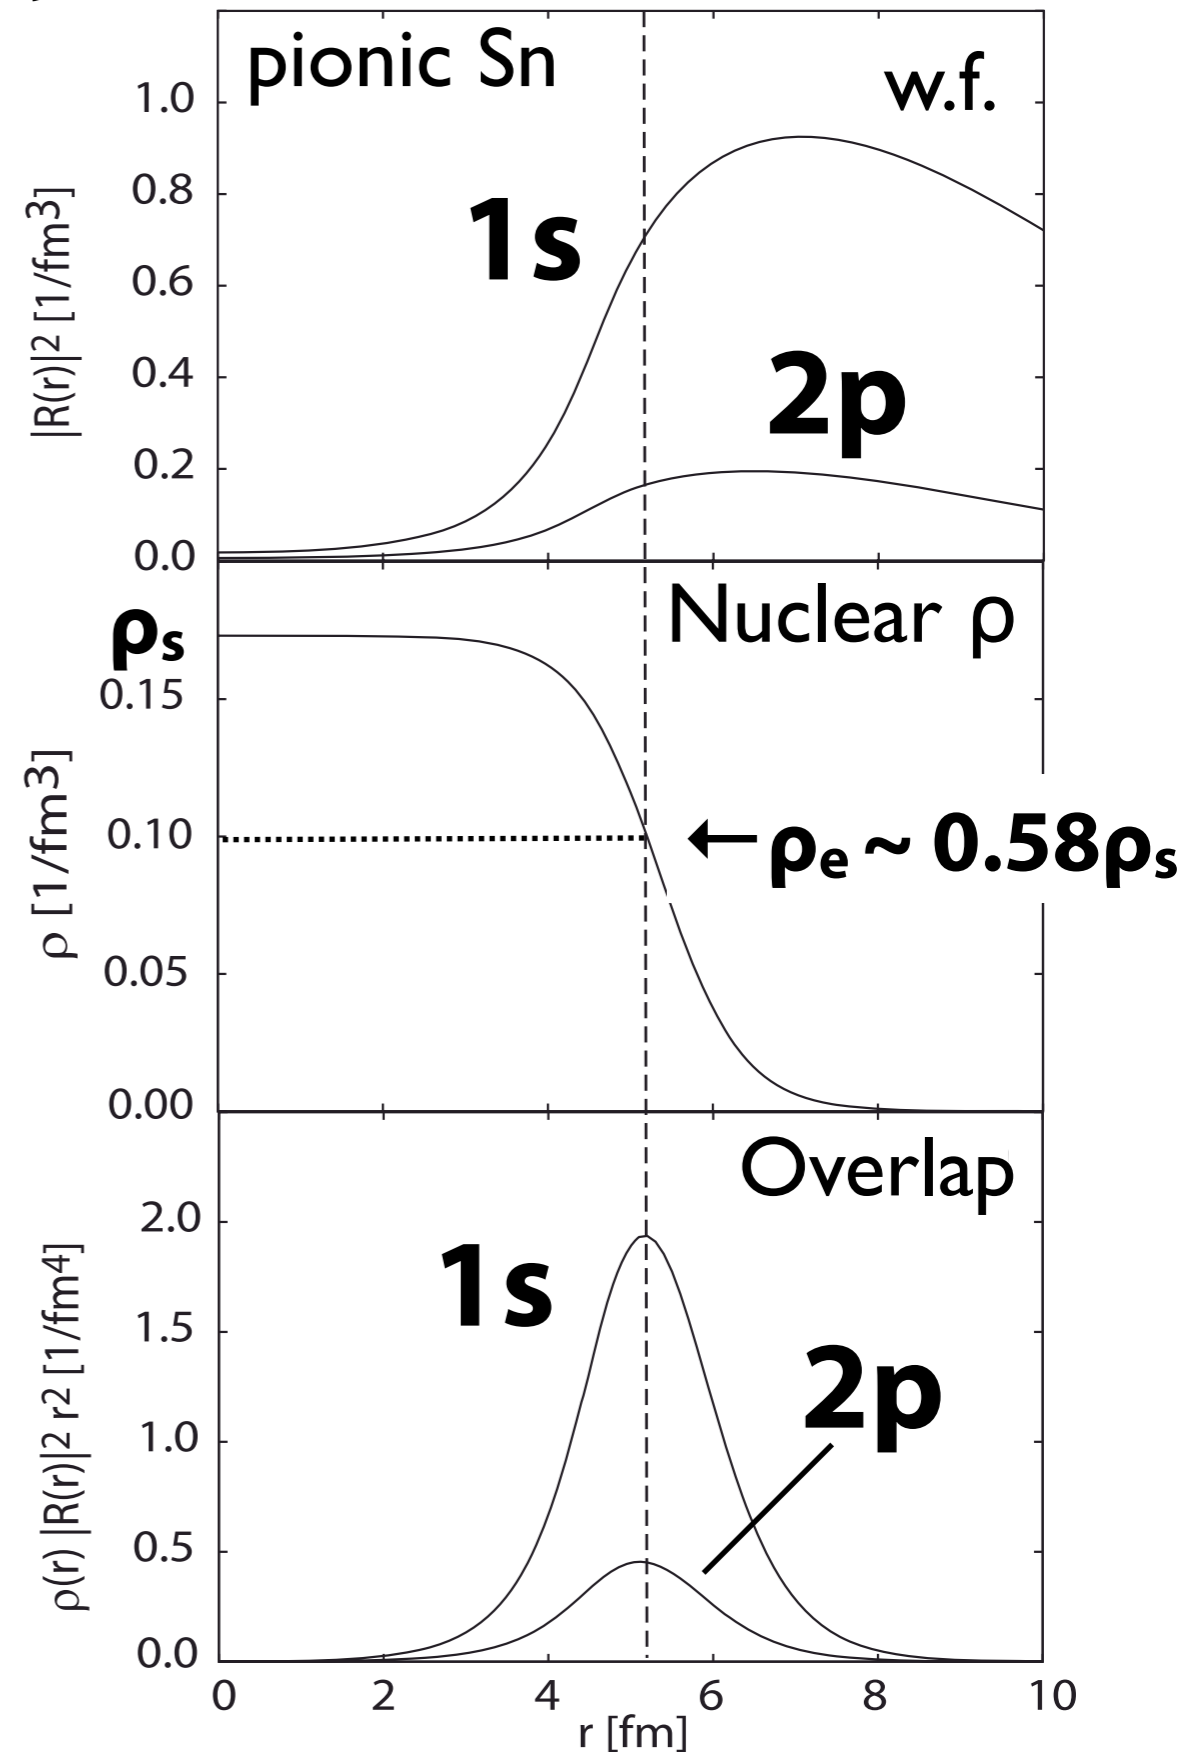 pionic Sn
w.f.
1.0
0.8
0.6
0.4
0.2
0.0
|R(r)|2 [1/fm3]
1s
2p
Nuclear ρ
ρs
0.15
0.10
0.05
0.00
ρ [1/fm3]
←ρe ~ 0.58ρs
Overlap
2.0
1.5
1.0
0.5
0.0
ρ(r) |R(r)|2 r2 [1/fm4]
1s
2p
0 2 4 6 8 10
r [fm]